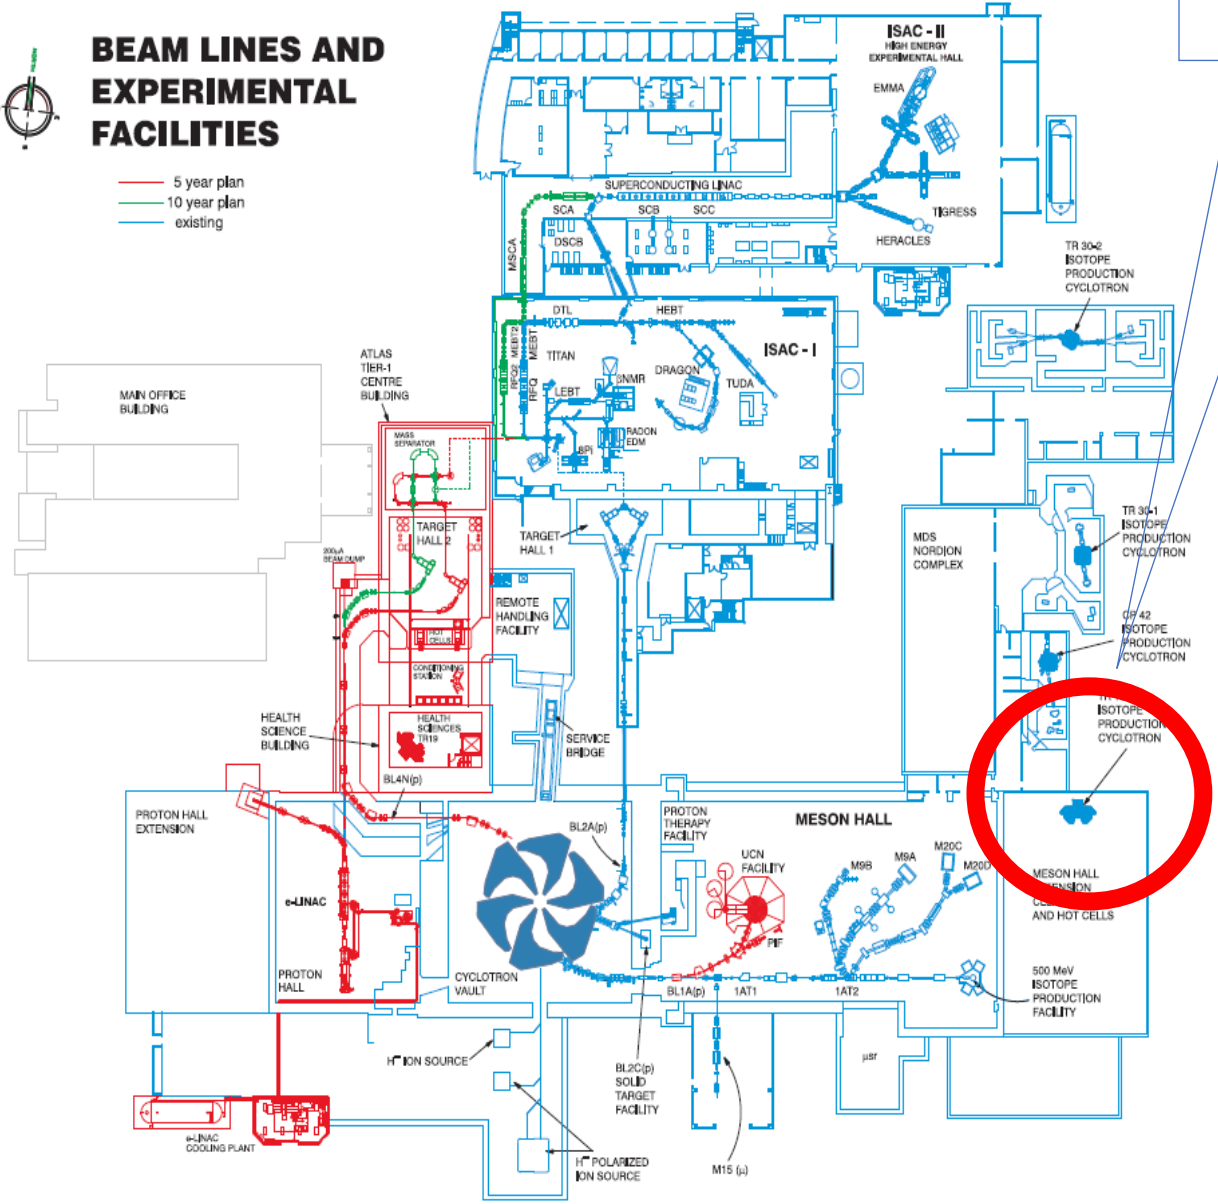 BEAM LINES AND
EXPERIMENTAL
FACILITIES
5 year plan
10 year plan
existing
ISAC - II
HIGH ENERGY
EXPERIMENTAL HALL
EMMA
SUPERCONDUCTING LINAC
SCA
SCB
SCC
TIGRESS
HERACLES
DSCB
MSCA
TR 30-2
ISOTOPE
PRODUCTION
CYCLOTRON
DTL
HEBT
ISAC - I
MEBT2
MEBT
RFQ2
RFQ
TITAN
LEBT
βNMR
DRAGON
TUDA
RADON
EDM
8Pi
ATLAS
TIER-1
CENTRE
BUILDING
MAIN OFFICE
BUILDING
MASS
SEPARATOR
TARGET
HALL 2
TARGET
HALL 1
200μA
BEAM DUMP
REMOTE
HANDLING
FACILITY
HOT
CELLS
CONDITIONING
STATION
MDS
NORDION
COMPLEX
TR 30-1
ISOTOPE
PRODUCTION
CYCLOTRON
CP 42
ISOTOPE
PRODUCTION
CYCLOTRON
ISOTOPE
PRODUCTION
CYCLOTRON
HEALTH
SCIENCE
BUILDING
HEALTH
SCIENCES
TR19
SERVICE
BRIDGE
BL4N(p)
PROTON HALL
EXTENSION
BL2A(p)
PROTON
THERAPY
FACILITY
MESON HALL
UCN
FACILITY
M9B
M9A
M20C
M20D
MESON HALL
AND HOT CELLS
e-LINAC
PROTON
HALL
CYCLOTRON
VAULT
PIF
BL1A(p)
1AT1
1AT2
500 MeV
ISOTOPE
PRODUCTION
FACILITY
H⁻ ION SOURCE
BL2C(p)
SOLID
TARGET
FACILITY
μsr
e-LINAC
COOLING PLANT
H⁻ POLARIZED
ION SOURCE
M15 (μ)